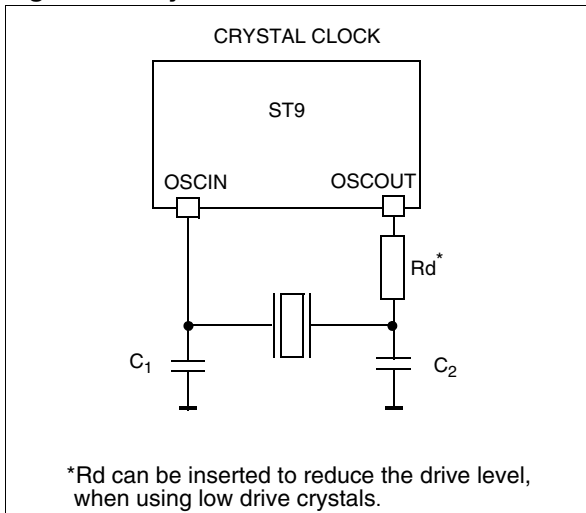 CRYSTAL CLOCK
ST9
OSCIN
OSCOUT
Rd*
C1
C2
*Rd can be inserted to reduce the drive level,
when using low drive crystals.